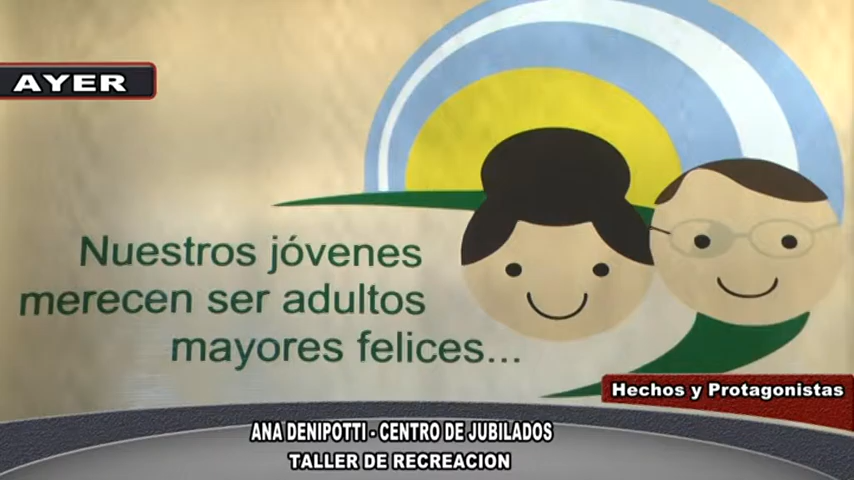 AYER
Nuestros jóvenes
merecen ser adultos
mayores felices...
Hechos y Protagonistas
ANA DENIPOTTI - CENTRO DE JUBILADOS
TALLER DE RECREACION